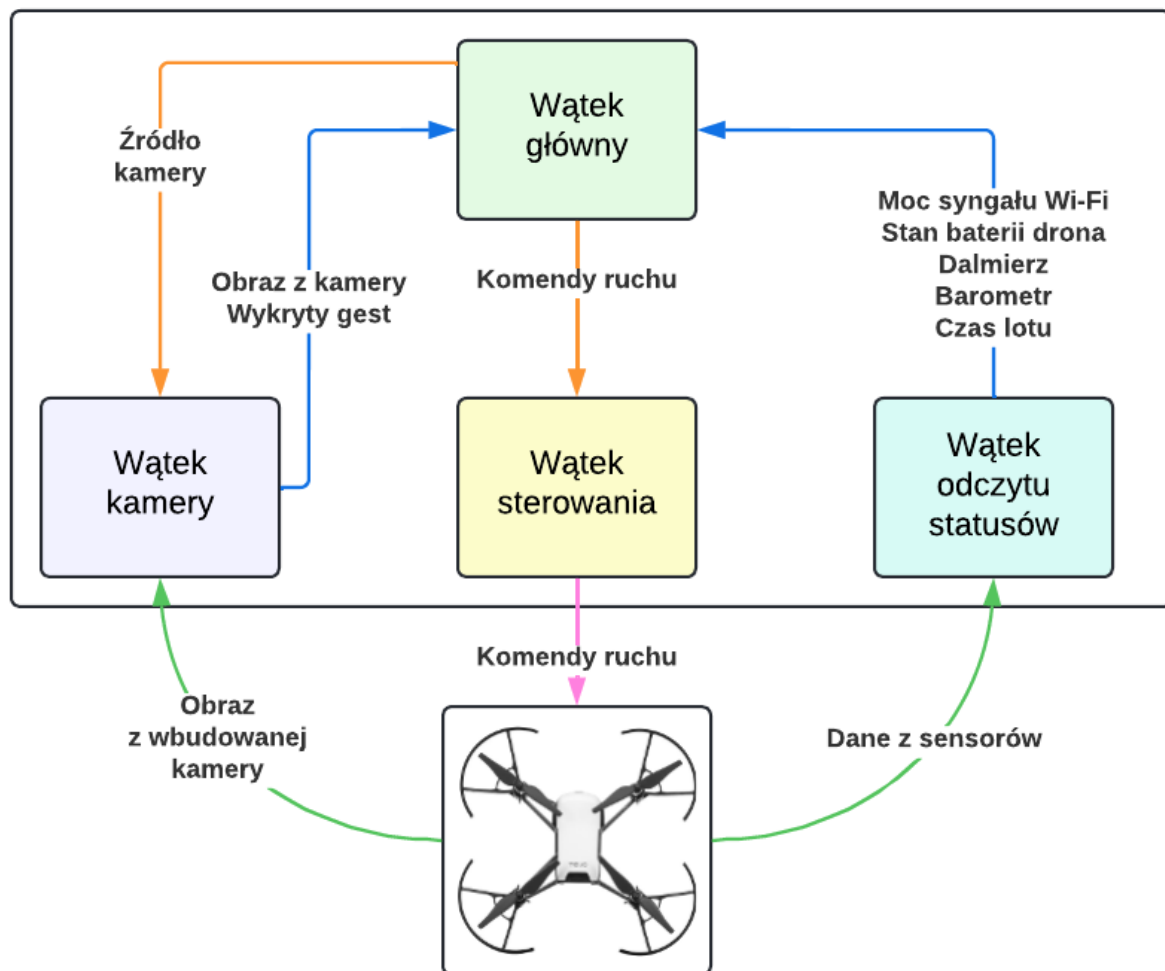 Wątek
główny
Źródło
kamery
Obraz z kamery
Wykryty gest
Komendy ruchu
Moc syngału Wi-Fi
Stan baterii drona
Dalmierz
Barometr
Czas lotu
Wątek
kamery
Wątek
sterowania
Wątek
odczytu
statusów
Komendy ruchu
Obraz
z wbudowanej
kamery
Dane z sensorów